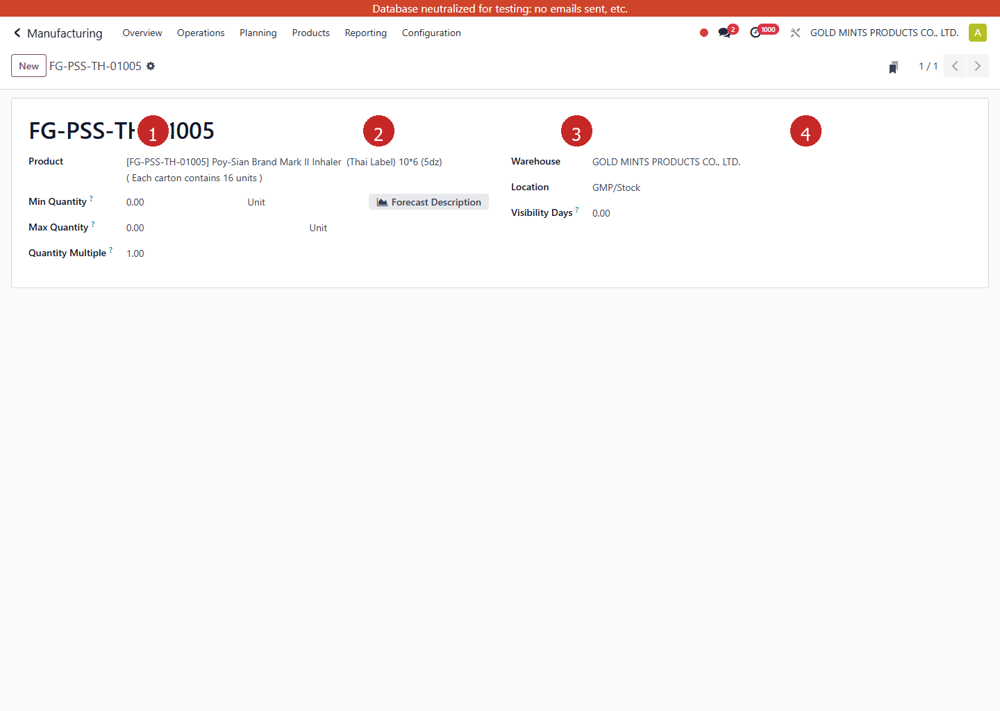 Database neutralized for testing: no emails sent, etc.
Manufacturing Overview Operations Planning Products Reporting Configuration 2 1000 GOLD MINTS PRODUCTS CO., LTD. A
New FG-PSS-TH-01005 1 / 1
FG-PSS-TH 1005
1 2 3 4
Product [FG-PSS-TH-01005] Poy-Sian Brand Mark II Inhaler (Thai Label) 10*6 (5dz)
( Each carton contains 16 units )
Warehouse GOLD MINTS PRODUCTS CO., LTD.
Location GMP/Stock
Min Quantity ? 0.00 Unit Forecast Description
Visibility Days ? 0.00
Max Quantity ? 0.00 Unit
Quantity Multiple ? 1.00